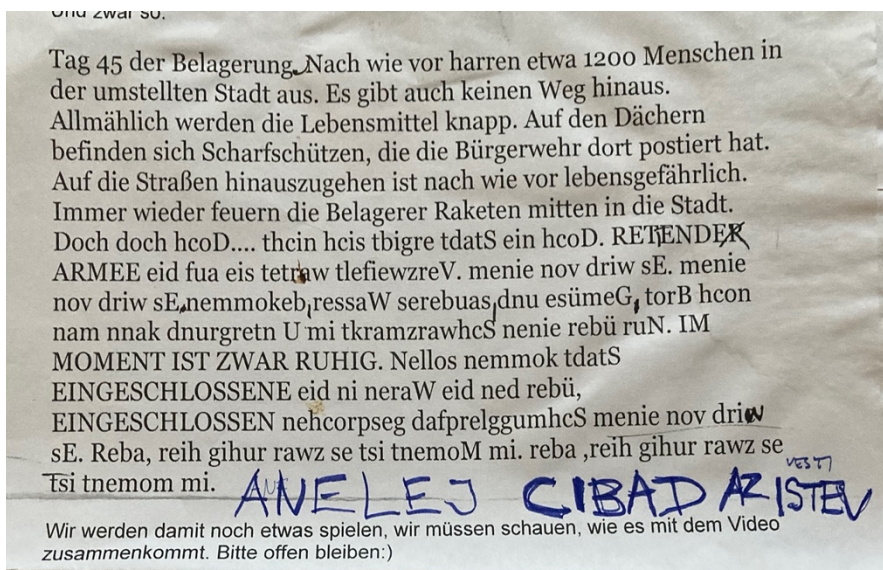 Und zwar so.
Tag 45 der Belagerung. Nach wie vor harren etwa 1200 Menschen in
der umstellten Stadt aus. Es gibt auch keinen Weg hinaus.
Allmählich werden die Lebensmittel knapp. Auf den Dächern
befinden sich Scharfschützen, die die Bürgerwehr dort postiert hat.
Auf die Straßen hinauszugehen ist nach wie vor lebensgefährlich.
Immer wieder feuern die Belagerer Raketen mitten in die Stadt.
Doch doch hcoD.... thcin hcis tbigre tdatS ein hcoD. RETENDER
ARMEE eid fua eis tetraw tlefiewzreV. menie nov driw sE. menie
nov driw sE,nemmokeb,ressaW serebuas,dnu esümeG, torB hcon
nam nnak dnurgretn U mi tkramzrawhcS nenie rebü ruN. IM
MOMENT IST ZWAR RUHIG. Nellos nemmok tdatS
EINGESCHLOSSENE eid ni neraW eid ned rebü,
EINGESCHLOSSEN nehcorpseg dafprelggumhcS menie nov driw
sE. Reba, reih gihur rawz se tsi tnemoM mi. reba ,reih gihur rawz se
tsi tnemom mi. ANELEJ CIBAD AZ ISTEV
VESTI
Wir werden damit noch etwas spielen, wir müssen schauen, wie es mit dem Video
zusammenkommt. Bitte offen bleiben:)